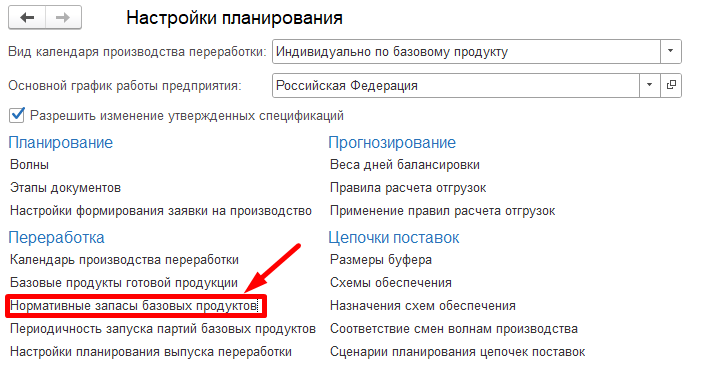 Настройки планирования
Вид календаря производства переработки: Индивидуально по базовому продукту
Основной график работы предприятия: Российская Федерация
Разрешить изменение утвержденных спецификаций
Планирование
Волны
Этапы документов
Настройки формирования заявки на производство
Прогнозирование
Веса дней балансировки
Правила расчета отгрузок
Применение правил расчета отгрузок
Переработка
Календарь производства переработки
Базовые продукты готовой продукции
Нормативные запасы базовых продуктов
Периодичность запуска партий базовых продуктов
Настройки планирования выпуска переработки
Цепочки поставок
Размеры буфера
Схемы обеспечения
Назначения схем обеспечения
Соответствие смен волнам производства
Сценарии планирования цепочек поставок